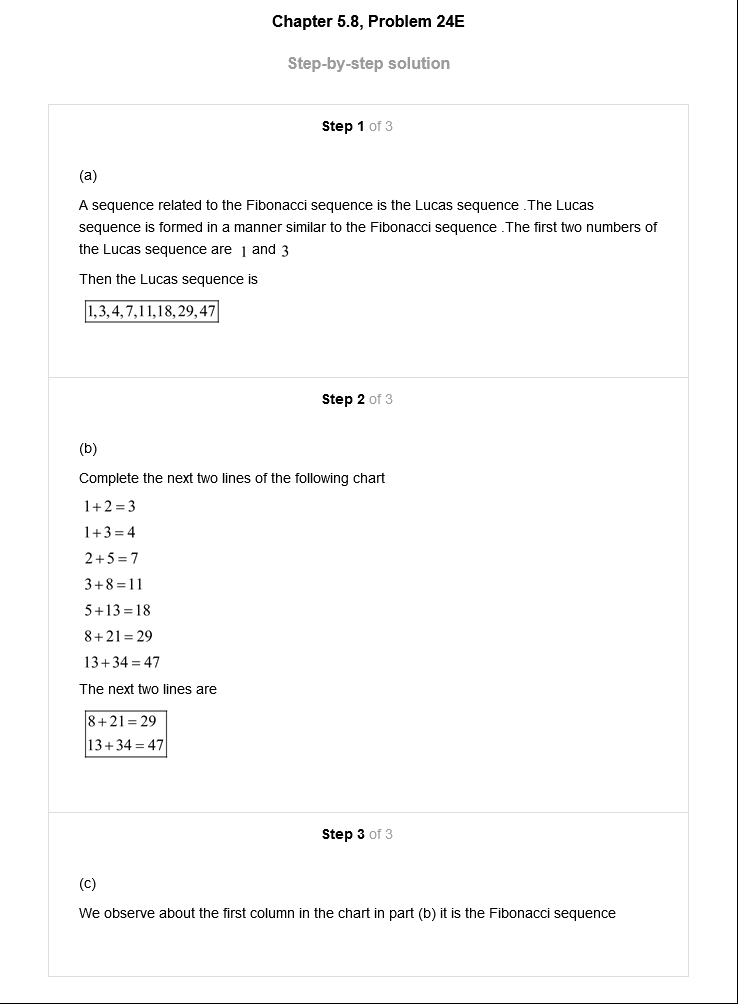 Chapter 5.8, Problem 24E
Step-by-step solution
Step 1 of 3
(a)
A sequence related to the Fibonacci sequence is the Lucas sequence .The Lucas
sequence is formed in a manner similar to the Fibonacci sequence .The first two numbers of
the Lucas sequence are 1 and 3
Then the Lucas sequence is
1,3,4,7,11,18,29,47
Step 2 of 3
(b)
Complete the next two lines of the following chart
1+2=3
1+3=4
2+5=7
3+8=11
5+13=18
8+21=29
13+34=47
The next two lines are
8+21=29
13+34=47
Step 3 of 3
(c)
We observe about the first column in the chart in part (b) it is the Fibonacci sequence